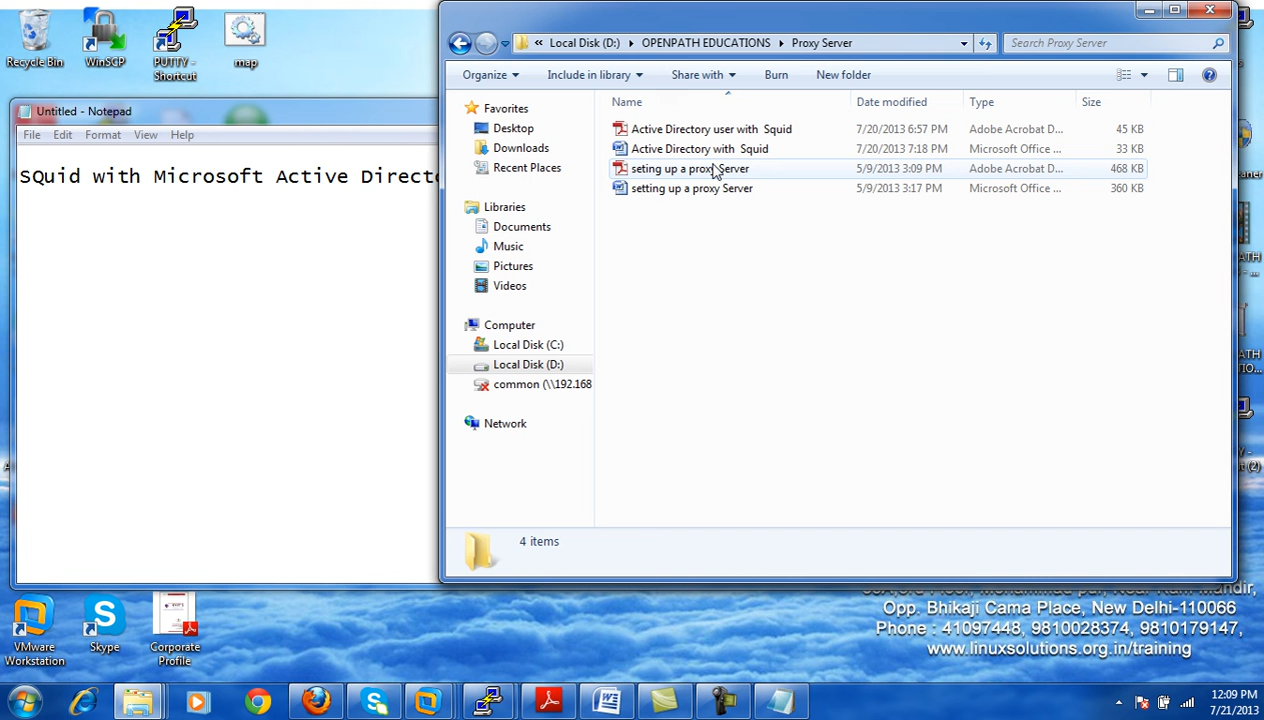 Recycle Bin
WinSCP
PUTTY -
Shortcut
map
Untitled - Notepad
File Edit Format View Help
SQuid with Microsoft Active Directo
« Local Disk (D:) OPENPATH EDUCATIONS Proxy Server
Search Proxy Server
Organize Include in library Share with Burn New folder
Favorites
Desktop
Downloads
Recent Places
Libraries
Documents
Music
Pictures
Videos
Computer
Local Disk (C:)
Local Disk (D:)
common (\\192.168
Network
Name Date modified Type Size
Active Directory user with Squid 7/20/2013 6:57 PM Adobe Acrobat D... 45 KB
Active Directory with Squid 7/20/2013 7:18 PM Microsoft Office ... 33 KB
seting up a proxy Server 5/9/2013 3:09 PM Adobe Acrobat D... 468 KB
setting up a proxy Server 5/9/2013 3:17 PM Microsoft Office ... 360 KB
4 items
VMware
Workstation
Skype
Corporate
Profile
Opp. Bhikaji Cama Place, New Delhi-110066
Phone : 41097448, 9810028374, 9810179147,
www.linuxsolutions.org.in/training
12:09 PM
7/21/2013